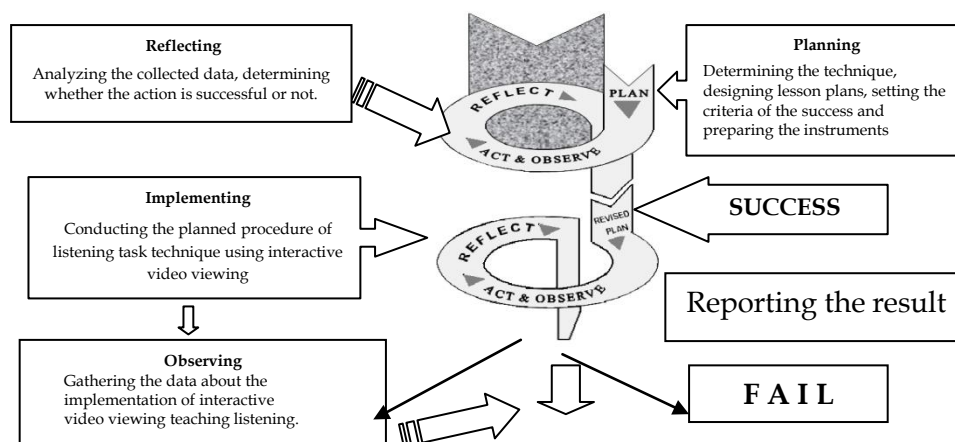 Reflecting
Analyzing the collected data, determining
whether the action is successful or not.
Planning
Determining the technique,
designing lesson plans, setting the
criteria of the success and
preparing the instruments
REFLECT
PLAN
ACT & OBSERVE
Implementing
Conducting the planned procedure of
listening task technique using interactive
video viewing
SUCCESS
REVISED
PLAN
REFLECT
ACT & OBSERVE
Reporting the result
Observing
Gathering the data about the
implementation of interactive
video viewing teaching listening.
F A I L